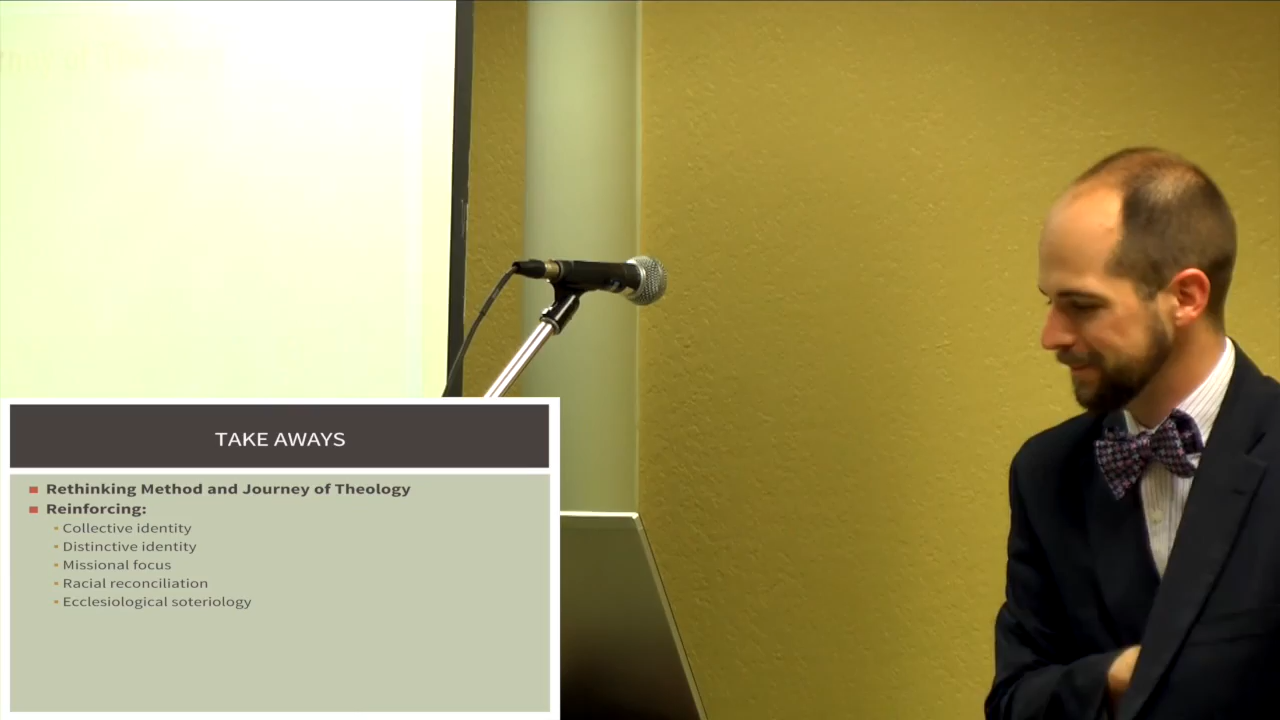 TAKE AWAYS
Rethinking Method and Journey of Theology
Reinforcing:
Collective identity
Distinctive identity
Missional focus
Racial reconciliation
Ecclesiological soteriology